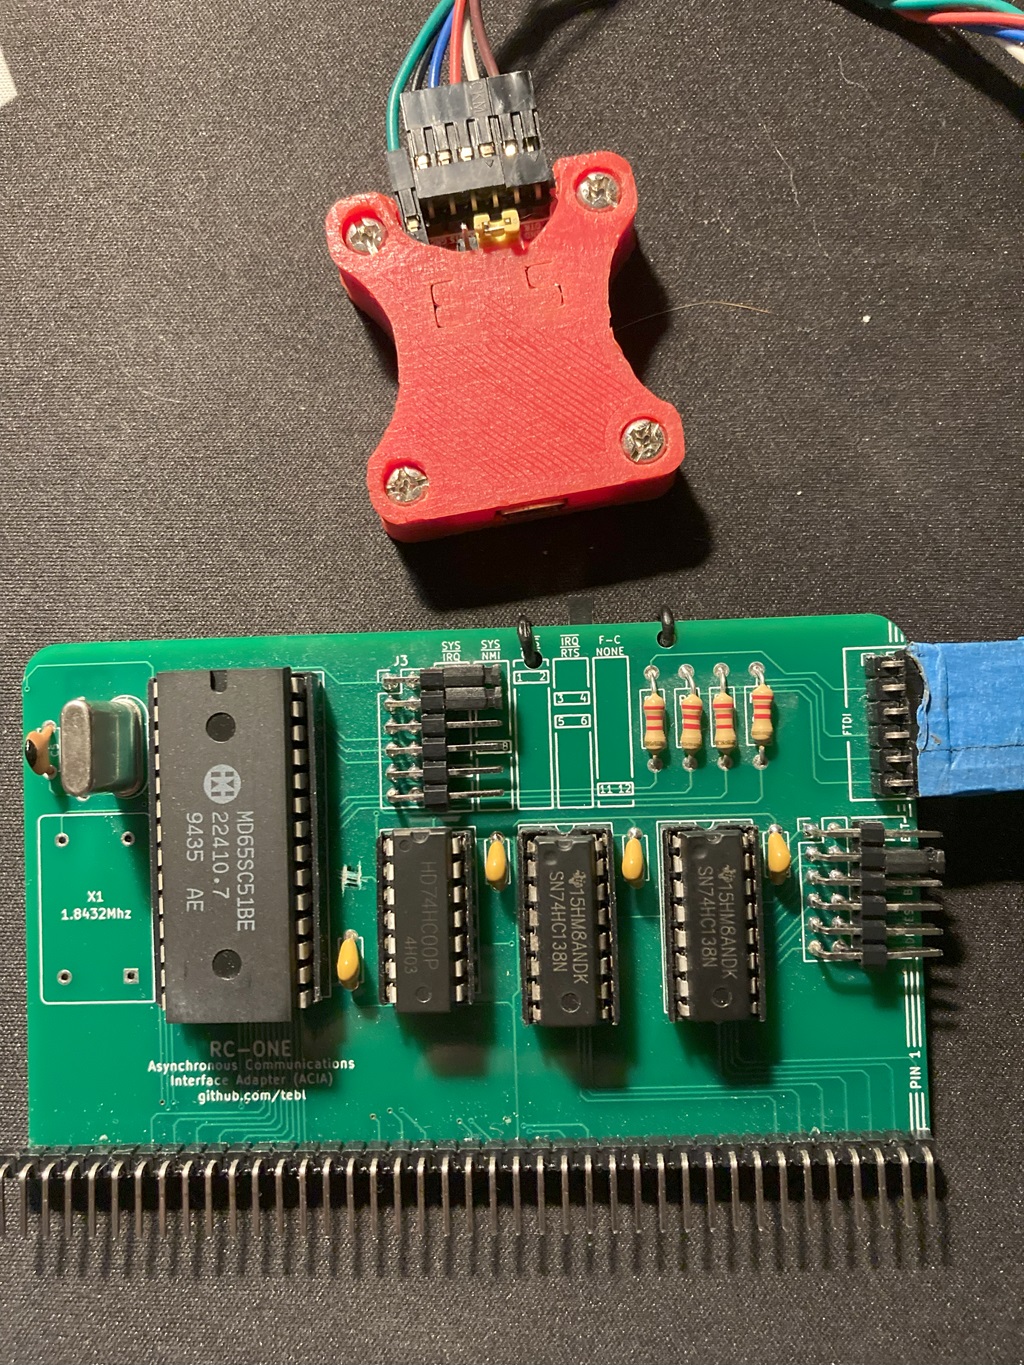 J3
SYS
IRQ
SYS
NMI
IRQ
RTS
F-C
NONE
1 2
3 4
5 6
11 12
FTDI
X1
1.8432Mhz
MD65SC51BE
22410.7
9435 AE
HD74HC00P
4H03
15HM8ANDK
SN74HC138N
15HM8ANDK
SN74HC138N
RC-ONE
Asynchronous Communications
Interface Adapter (ACIA)
github.com/tebl
PIN 1